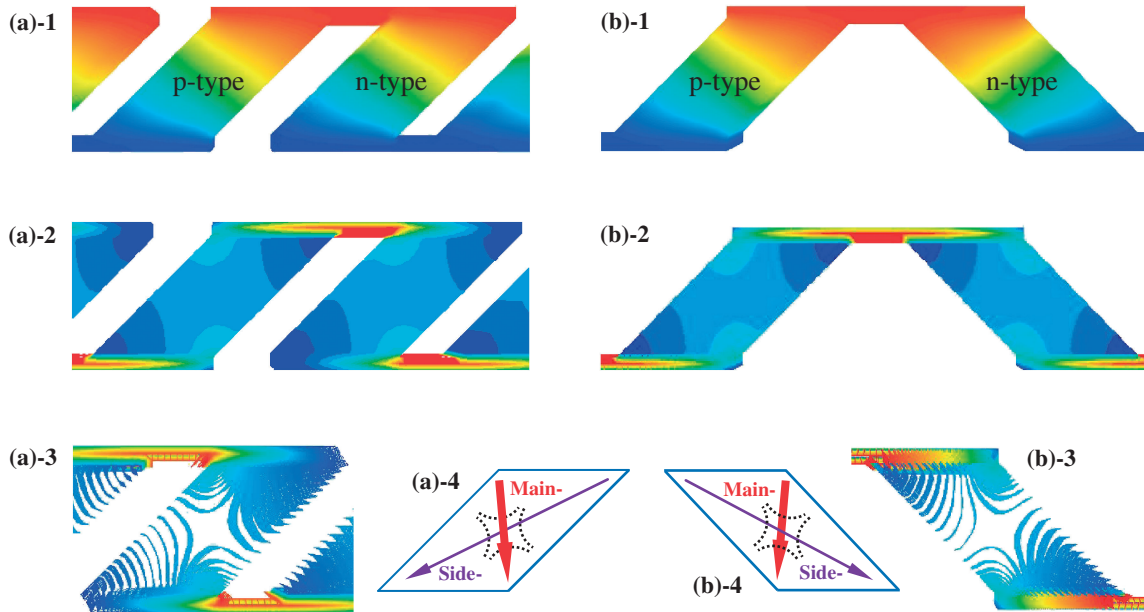 (a)-1
p-type
n-type
(b)-1
p-type
n-type
(a)-2
(b)-2
(a)-3
(a)-4
Main-
Side-
Main-
Side-
(b)-4
(b)-3